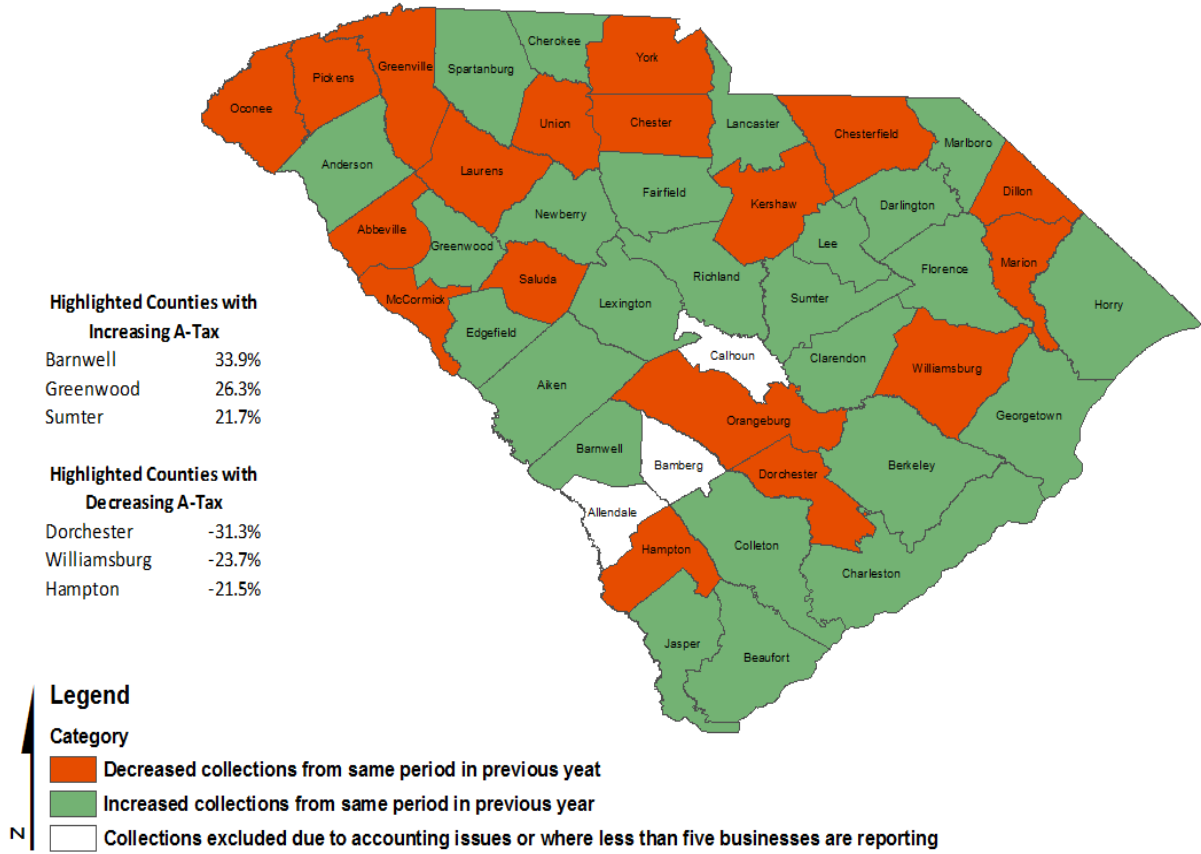 Cherokee
York
Greenville
Spartanburg
Pickens
Oconee
Union
Chester
Lancaster
Chesterfield
Marlboro
Anderson
Laurens
Dillon
Fairfield
Kershaw
Darlington
Newberry
Abbeville
Greenwood
Lee
Marion
Florence
Richland
Saluda
McCormick
Lexington
Sumter
Horry
Edgefield
Calhoun
Clarendon
Williamsburg
Aiken
Georgetown
Orangeburg
Barnwell
Bamberg
Berkeley
Dorchester
Allendale
Hampton
Colleton
Charleston
Jasper
Beaufort
Highlighted Counties with
Increasing A-Tax
Barnwell 33.9%
Greenwood 26.3%
Sumter 21.7%
Highlighted Counties with
Decreasing A-Tax
Dorchester -31.3%
Williamsburg -23.7%
Hampton -21.5%
Legend
Category
Decreased collections from same period in previous yeat
Increased collections from same period in previous year
Collections excluded due to accounting issues or where less than five businesses are reporting
N